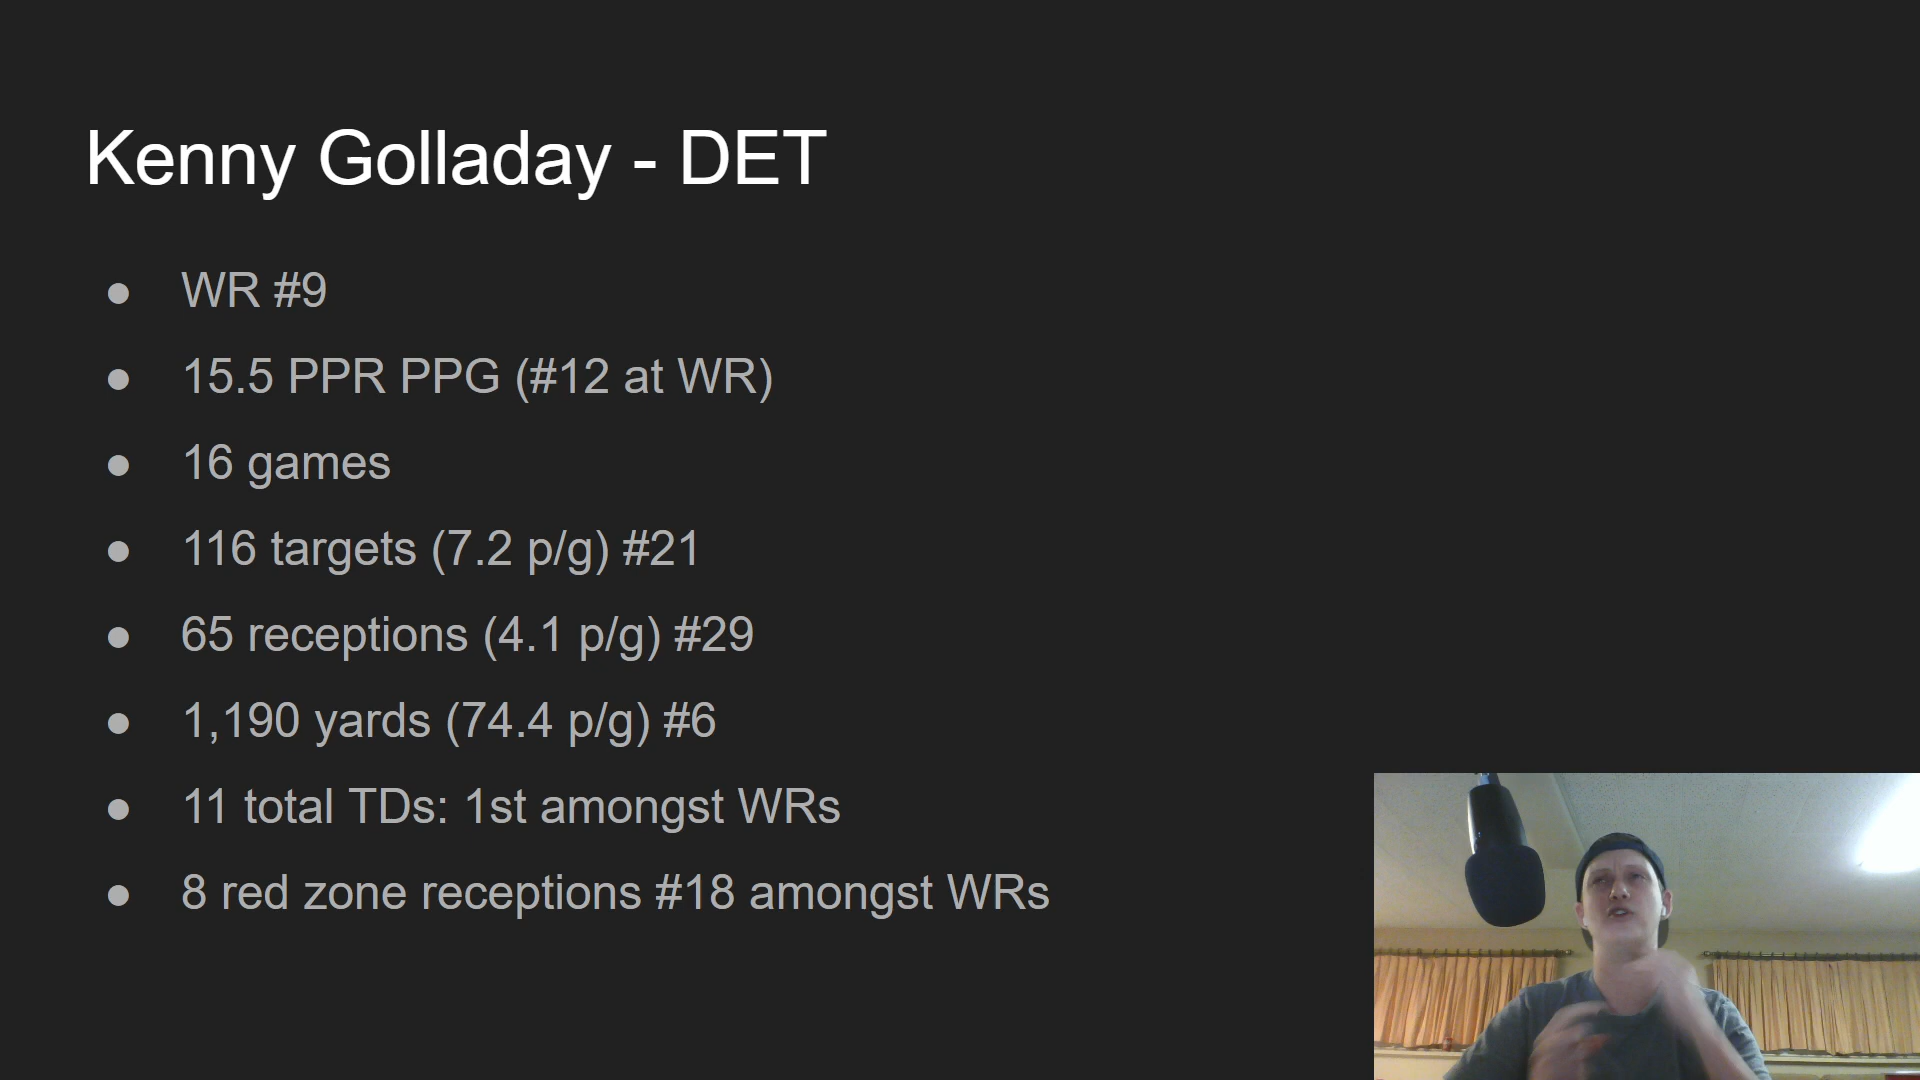 Kenny Golladay - DET
● WR #9
● 15.5 PPR PPG (#12 at WR)
● 16 games
● 116 targets (7.2 p/g) #21
● 65 receptions (4.1 p/g) #29
● 1,190 yards (74.4 p/g) #6
● 11 total TDs: 1st amongst WRs
● 8 red zone receptions #18 amongst WRs